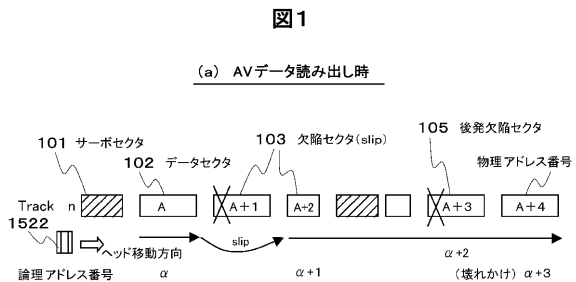 図1
(a) AVデータ読み出し時
101 サーボセクタ
102 データセクタ
103 欠陥セクタ(slip)
105 後発欠陥セクタ
物理アドレス番号
Track n A A+1 A+2 A+3 A+4
1522
ヘッド移動方向
slip
論理アドレス番号 α α+1 α+2
(壊れかけ) α+3